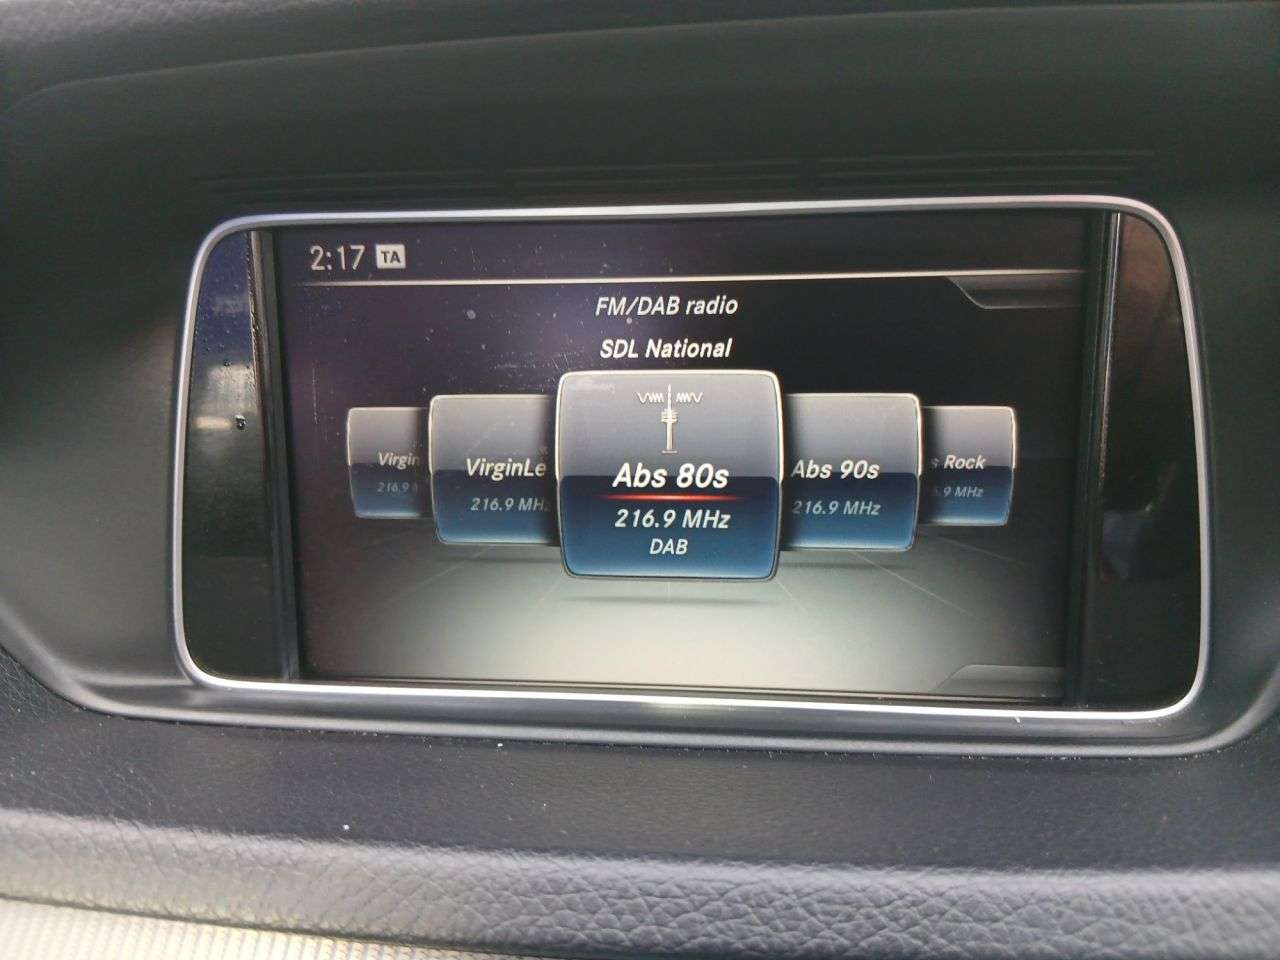 2:17 TA
FM/DAB radio
SDL National
Virgin
216.9
VirginLe
216.9 MHz
Abs 80s
216.9 MHz
DAB
Abs 90s
216.9 MHz
s Rock
6.9 MHz